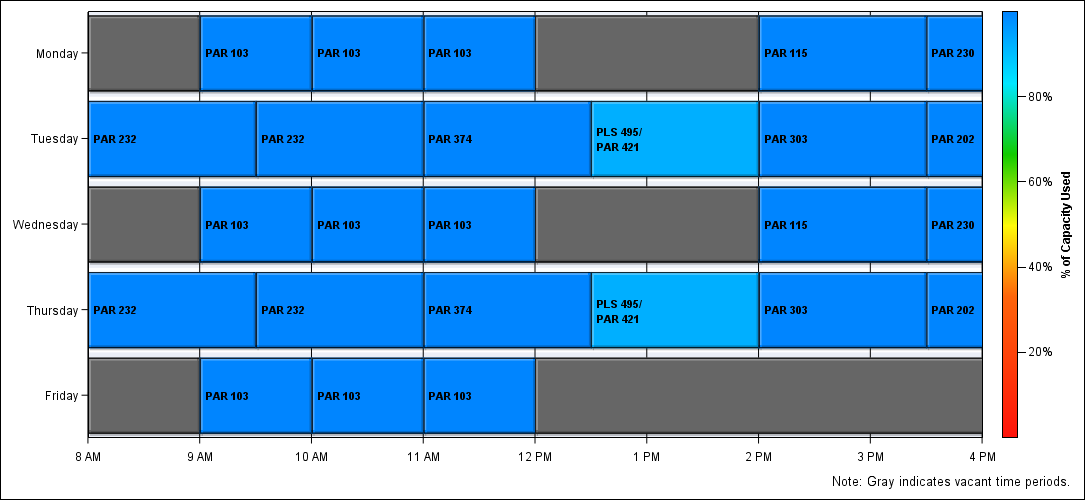 Monday
PAR 103
PAR 103
PAR 103
PAR 115
PAR 230
Tuesday
PAR 232
PAR 232
PAR 374
PLS 495/
PAR 421
PAR 303
PAR 202
Wednesday
PAR 103
PAR 103
PAR 103
PAR 115
PAR 230
Thursday
PAR 232
PAR 232
PAR 374
PLS 495/
PAR 421
PAR 303
PAR 202
Friday
PAR 103
PAR 103
PAR 103
8 AM
9 AM
10 AM
11 AM
12 PM
1 PM
2 PM
3 PM
4 PM
80%
60%
40%
20%
% of Capacity Used
Note: Gray indicates vacant time periods.